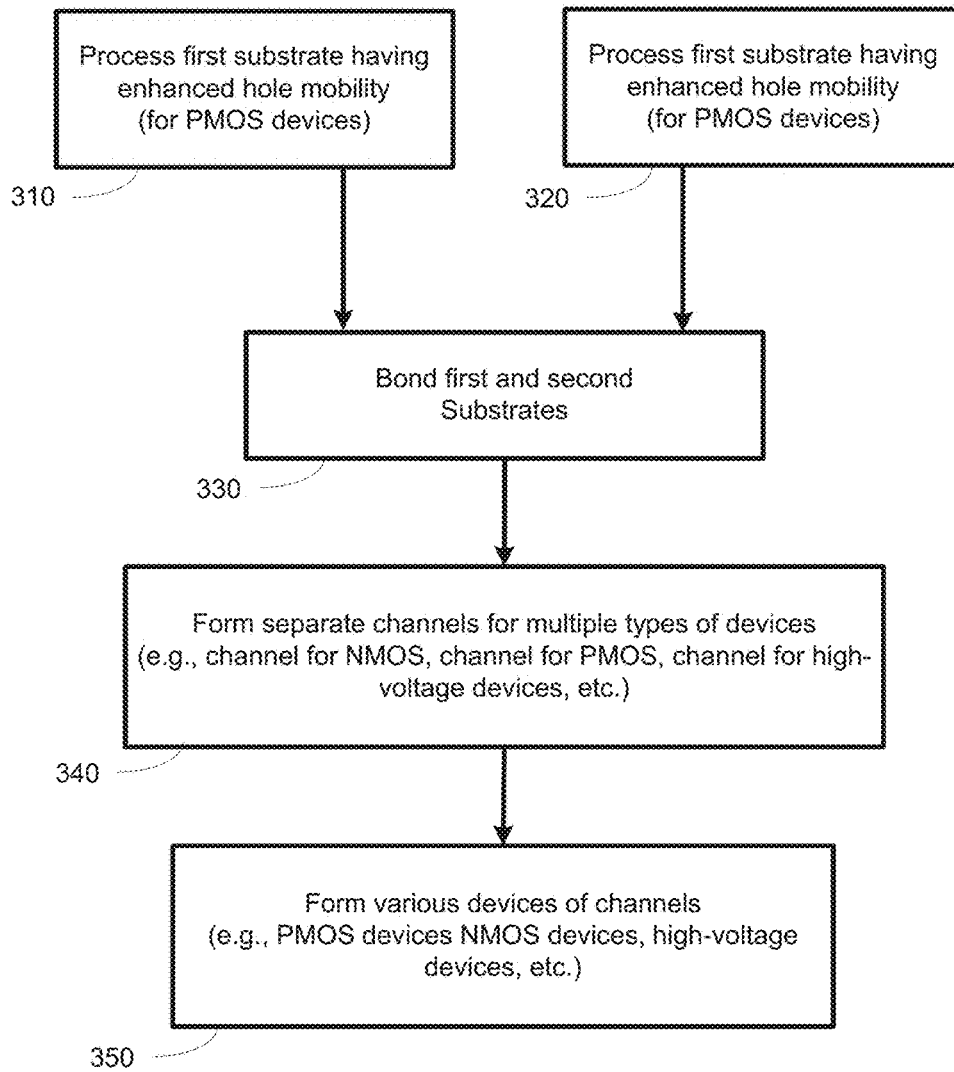 Process first substrate having
enhanced hole mobility
(for PMOS devices)
310
Process first substrate having
enhanced hole mobility
(for PMOS devices)
320
Bond first and second
Substrates
330
Form separate channels for multiple types of devices
(e.g., channel for NMOS, channel for PMOS, channel for high-
voltage devices, etc.)
340
Form various devices of channels
(e.g., PMOS devices NMOS devices, high-voltage
devices, etc.)
350